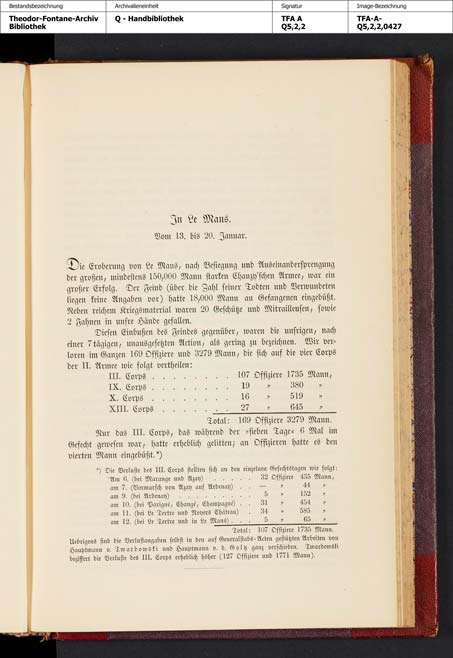 Bestandsbezeichnung Archivalieneinheit Signatur Image-Bezeichnung
Theodor-Fontane-Archiv Q - Handbibliothek TFA A TFA-A-
Bibliothek Q5,2,2 Q5,2,2,0427
In Le Mans.
Vom 13. bis 20. Januar.
Die Eroberung von Le Mans, nach Besiegung und Auseinandersprengung
der großen, mindestens 150,000 Mann starken Chanzy'schen Armee, war ein
großer Erfolg. Der Feind (über die Zahl seiner Todten und Verwundeten
liegen keine Angaben vor) hatte 18,000 Mann an Gefangenen eingebüßt.
Neben reichem Kriegsmaterial waren 20 Geschütze und Mitrailleusen, sowie
2 Fahnen in unsre Hände gefallen.
Diesen Einbußen des Feindes gegenüber, waren die unsrigen, nach
einer 7tägigen, unausgesetzten Aktion, als gering zu bezeichnen. Wir ver-
loren im Ganzen 169 Offiziere und 3279 Mann, die sich auf die vier Corps
der II. Armee wie folgt vertheilen:
III. Corps . . . . . . . . 107 Offiziere 1735 Mann,
IX. Corps . . . . . . . . 19 " 380 "
X. Corps . . . . . . . . 16 " 519 "
XIII. Corps . . . . . . . 27 " 645 "
Total: 169 Offiziere 3279 Mann.
Nur das III. Corps, das während der »sieben Tage« 6 Mal im
Gefecht gewesen war, hatte erheblich gelitten; an Offizieren hatte es den
vierten Mann eingebüßt.*)
*) Die Verluste des III. Corps stellten sich an den einzelnen Gefechtstagen wie folgt:
Am 6. (bei Marange und Azay) . . . . . . 32 Offiziere 435 Mann,
am 7. (Vormarsch von Azay auf Ardenay) . . — " 44 "
am 9. (bei Ardenay) . . . . . . . . . 5 " 152 "
am 10. (bei Parigné, Changé, Champagné) . . 31 " 454 "
am 11. (bei Le Tertre und Noyers Château) . 34 " 585 "
am 12. (bei Le Tertre und in Le Mans) . . . 5 " 65 "
Total: 107 Offiziere 1735 Mann.
Uebrigens sind die Verlustangaben selbst in den auf Generalstabs-Akten gestützten Arbeiten von
Hauptmann v. Twardowski und Hauptmann v. d. Goltz ganz verschieden. Twardowski
beziffert die Verluste des III. Corps erheblich höher (127 Offiziere und 1771 Mann).